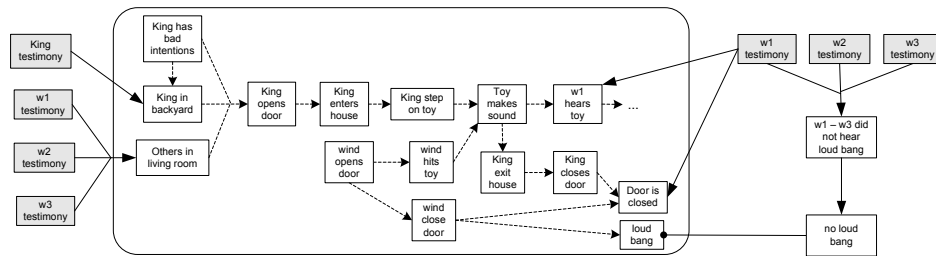 King
testimony
w1
testimony
w2
testimony
w3
testimony
King has
bad
intentions
King in
backyard
Others in
living room
King
opens
door
King
enters
house
King step
on toy
Toy
makes
sound
w1
hears
toy
...
wind
opens
door
wind
hits
toy
King
exit
house
King
closes
door
wind
close
door
Door is
closed
loud
bang
w1
testimony
w2
testimony
w3
testimony
w1 – w3 did
not hear
loud bang
no loud
bang